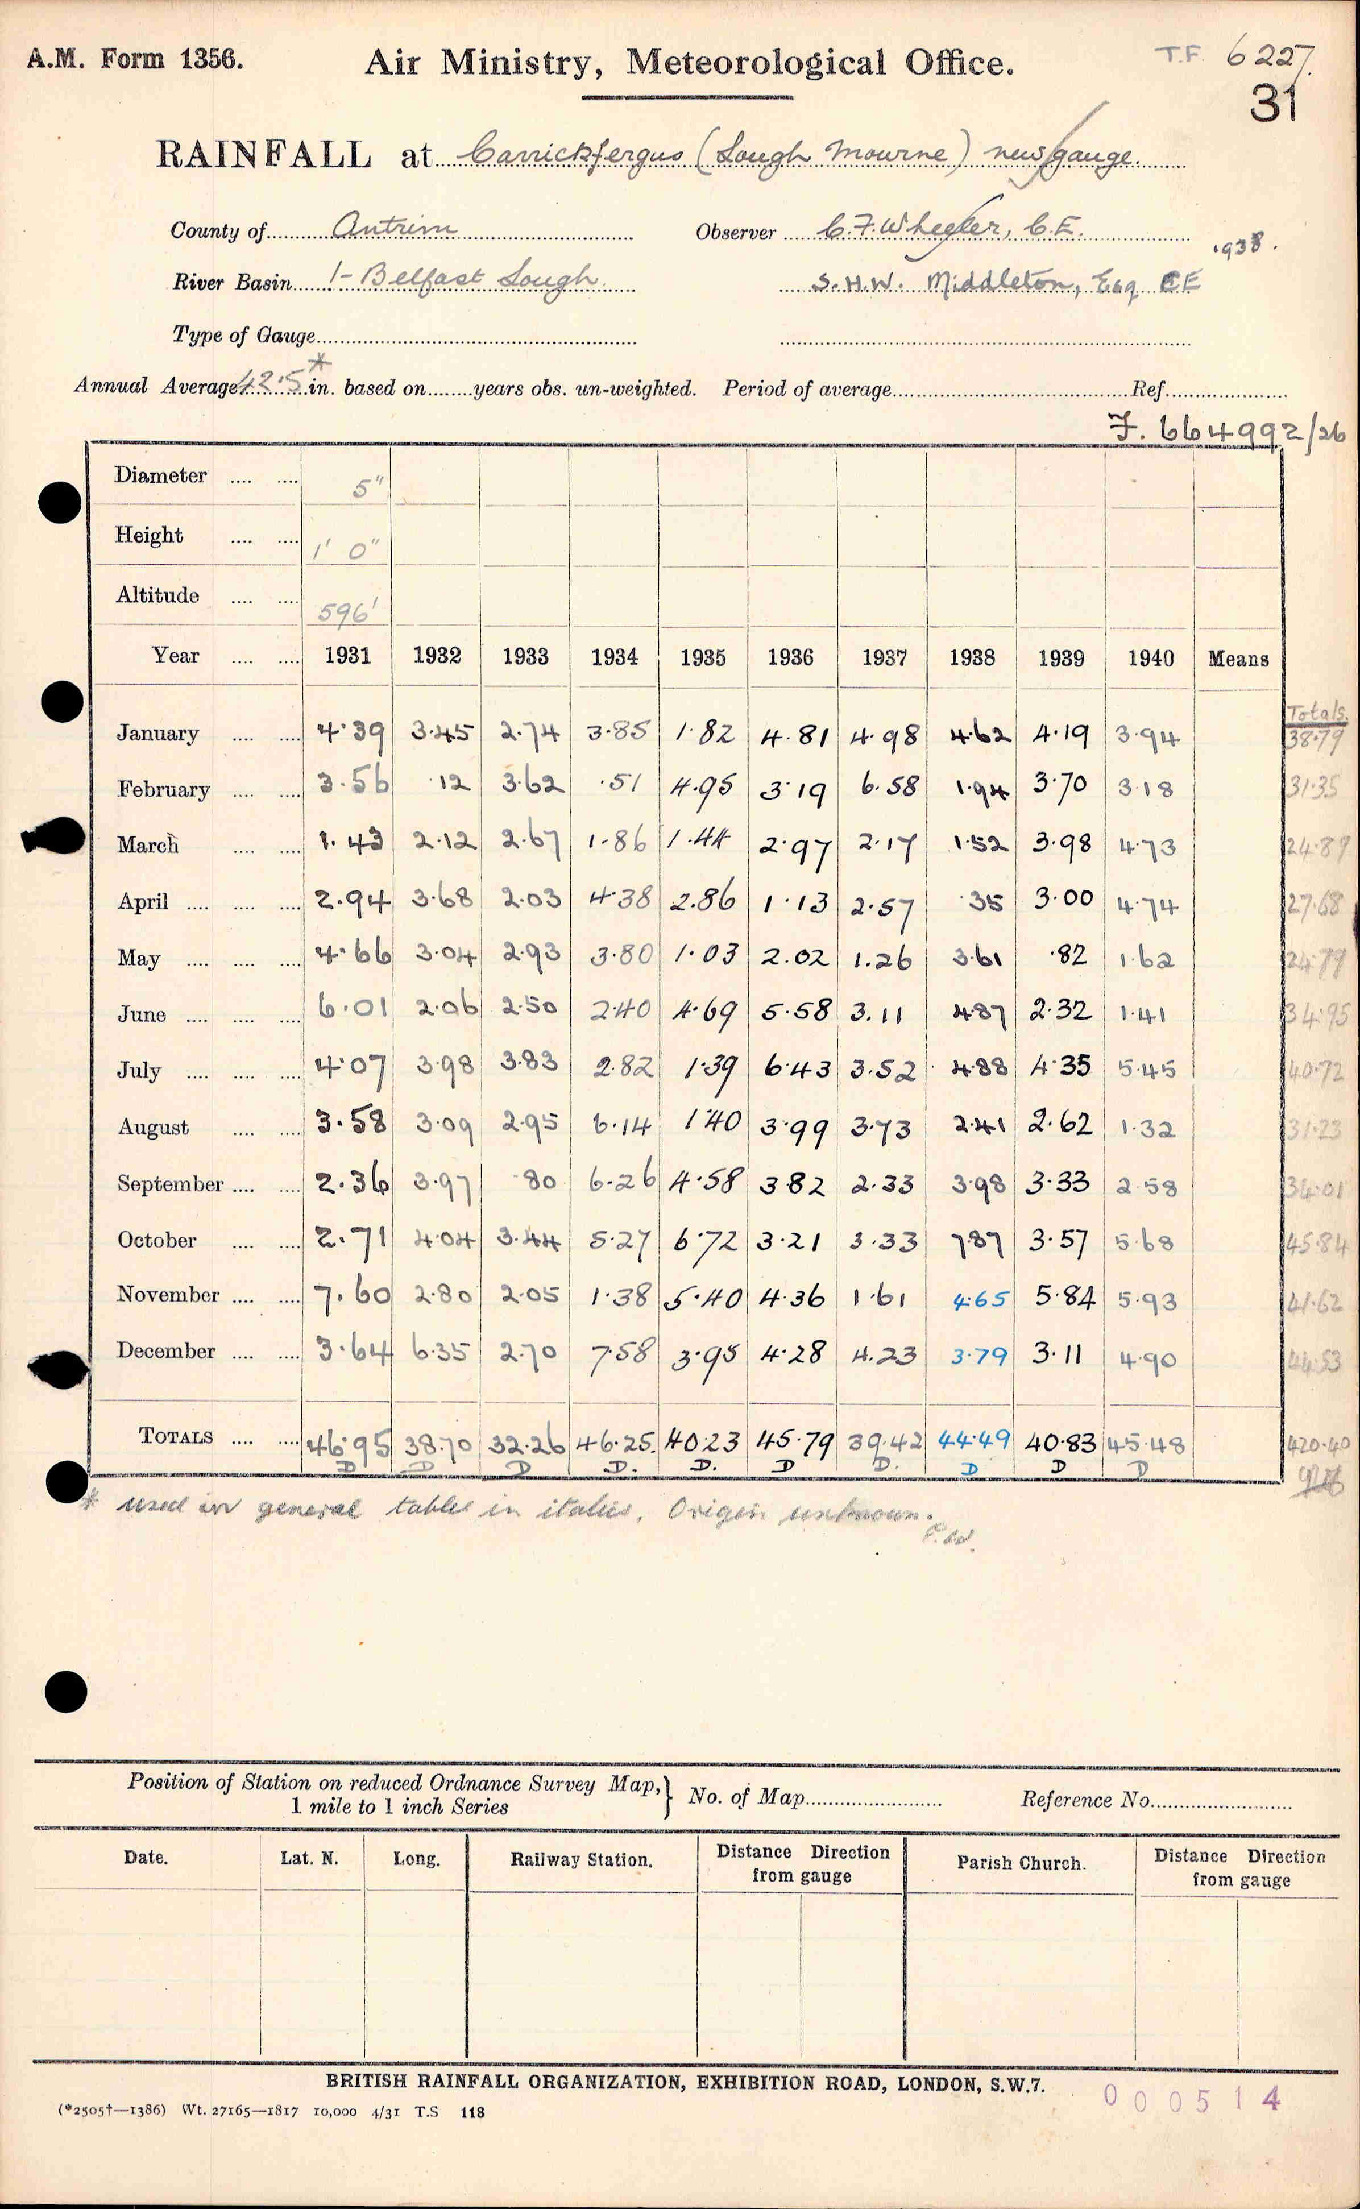 A.M. Form 1356.
Air Ministry, Meteorological Office.
T.F. 6227.
31
RAINFALL at Carrickfergus (Lough Mourne) new gauge.
County of Antrim Observer C.F. Wheeler, C.E.
1938.
River Basin 1- Belfast Lough. S.H.W. Middleton, Esq CE
Type of Gauge
Annual Average 42.5* in. based on years obs. un-weighted. Period of average Ref.
F. 664992/26
Diameter 5"
Height 1' 0"
Altitude 596'
Year 1931 1932 1933 1934 1935 1936 1937 1938 1939 1940 Means
Totals.
January 4.39 3.45 2.74 3.85 1.82 4.81 4.98 4.62 4.19 3.94 38.79
February 3.56 .12 3.62 .51 4.95 3.19 6.58 1.94 3.70 3.18 31.35
March 1.43 2.12 2.67 1.86 1.44 2.97 2.17 1.52 3.98 4.73 24.89
April 2.94 3.68 2.03 4.38 2.86 1.13 2.57 .35 3.00 4.74 27.68
May 4.66 3.04 2.93 3.80 1.03 2.02 1.26 3.61 .82 1.62 24.79
June 6.01 2.06 2.50 2.40 4.69 5.58 3.11 4.87 2.32 1.41 34.95
July 4.07 3.98 3.83 2.82 1.39 6.43 3.52 4.88 4.35 5.45 40.72
August 3.58 3.09 2.95 6.14 1.40 3.99 3.73 2.41 2.62 1.32 31.23
September 2.36 3.97 .80 6.26 4.58 3.82 2.33 3.98 3.33 2.58 34.01
October 2.71 4.04 3.44 5.27 6.72 3.21 3.33 7.87 3.57 5.68 45.84
November 7.60 2.80 2.05 1.38 5.40 4.36 1.61 4.65 5.84 5.93 41.62
December 3.64 6.35 2.70 7.58 3.95 4.28 4.23 3.79 3.11 4.90 44.53
TOTALS 46.95 38.70 32.26 46.25 40.23 45.79 39.42 44.49 40.83 45.48 420.40
D D D D. D. D D. D D D
* used in general table in italics. Origin unknown.
P.W.
Position of Station on reduced Ordnance Survey Map, } No. of Map Reference No.
1 mile to 1 inch Series
Date. Lat. N. Long. Railway Station. Distance Direction from gauge Parish Church. Distance Direction from gauge
BRITISH RAINFALL ORGANIZATION, EXHIBITION ROAD, LONDON, S.W.7.
000514
(*2505†—1386) Wt. 27165—1817 10,000 4/31 T.S 118